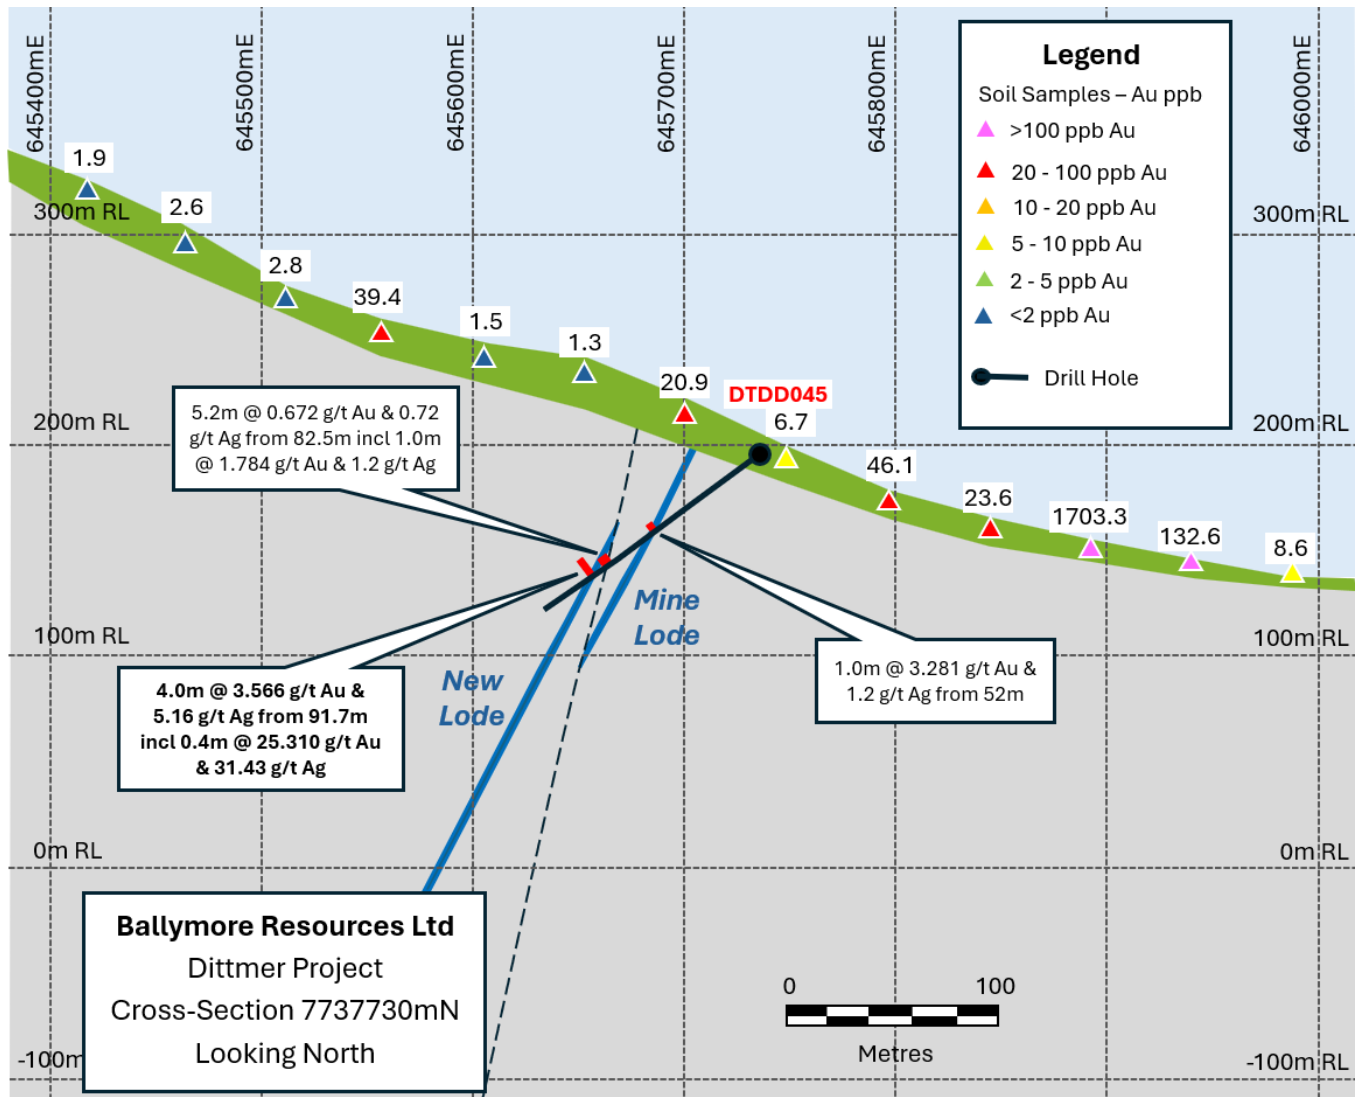 645400mE
645500mE
645600mE
645700mE
645800mE
646000mE
Legend
Soil Samples – Au ppb
>100 ppb Au
20 - 100 ppb Au
10 - 20 ppb Au
5 - 10 ppb Au
2 - 5 ppb Au
<2 ppb Au
Drill Hole
1.9
2.6
2.8
39.4
1.5
1.3
20.9
DTDD045
6.7
46.1
23.6
1703.3
132.6
8.6
300m RL
300m RL
200m RL
200m RL
5.2m @ 0.672 g/t Au & 0.72
g/t Ag from 82.5m incl 1.0m
@ 1.784 g/t Au & 1.2 g/t Ag
Mine
Lode
100m RL
100m RL
New
Lode
1.0m @ 3.281 g/t Au &
1.2 g/t Ag from 52m
4.0m @ 3.566 g/t Au &
5.16 g/t Ag from 91.7m
incl 0.4m @ 25.310 g/t Au
& 31.43 g/t Ag
0m RL
0m RL
Ballymore Resources Ltd
Dittmer Project
Cross-Section 7737730mN
Looking North
0 100
Metres
-100m
-100m RL